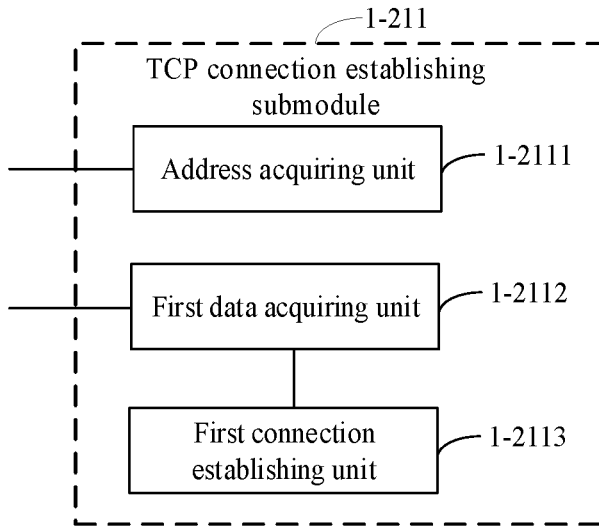 1-211
TCP connection establishing
submodule
Address acquiring unit
1-2111
First data acquiring unit
1-2112
First connection
establishing unit
1-2113